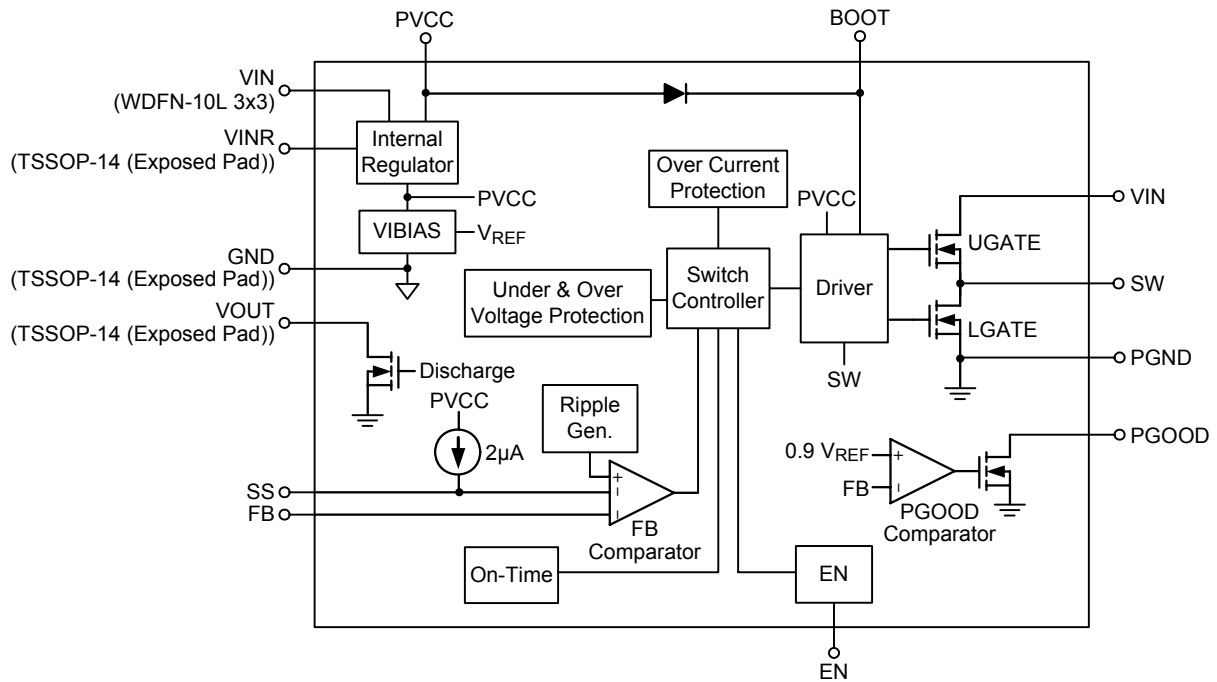 PVCC
BOOT
VIN
(WDFN-10L 3x3)
VINR
(TSSOP-14 (Exposed Pad))
Internal
Regulator
PVCC
VIBIAS
VREF
GND
(TSSOP-14 (Exposed Pad))
VOUT
(TSSOP-14 (Exposed Pad))
Discharge
PVCC
2µA
SS
FB
Over Current
Protection
Under & Over
Voltage Protection
Switch
Controller
PVCC
Driver
SW
UGATE
LGATE
VIN
SW
PGND
Ripple
Gen.
+
−
−
FB
Comparator
On-Time
0.9 VREF
FB
+
−
PGOOD
Comparator
PGOOD
EN
EN